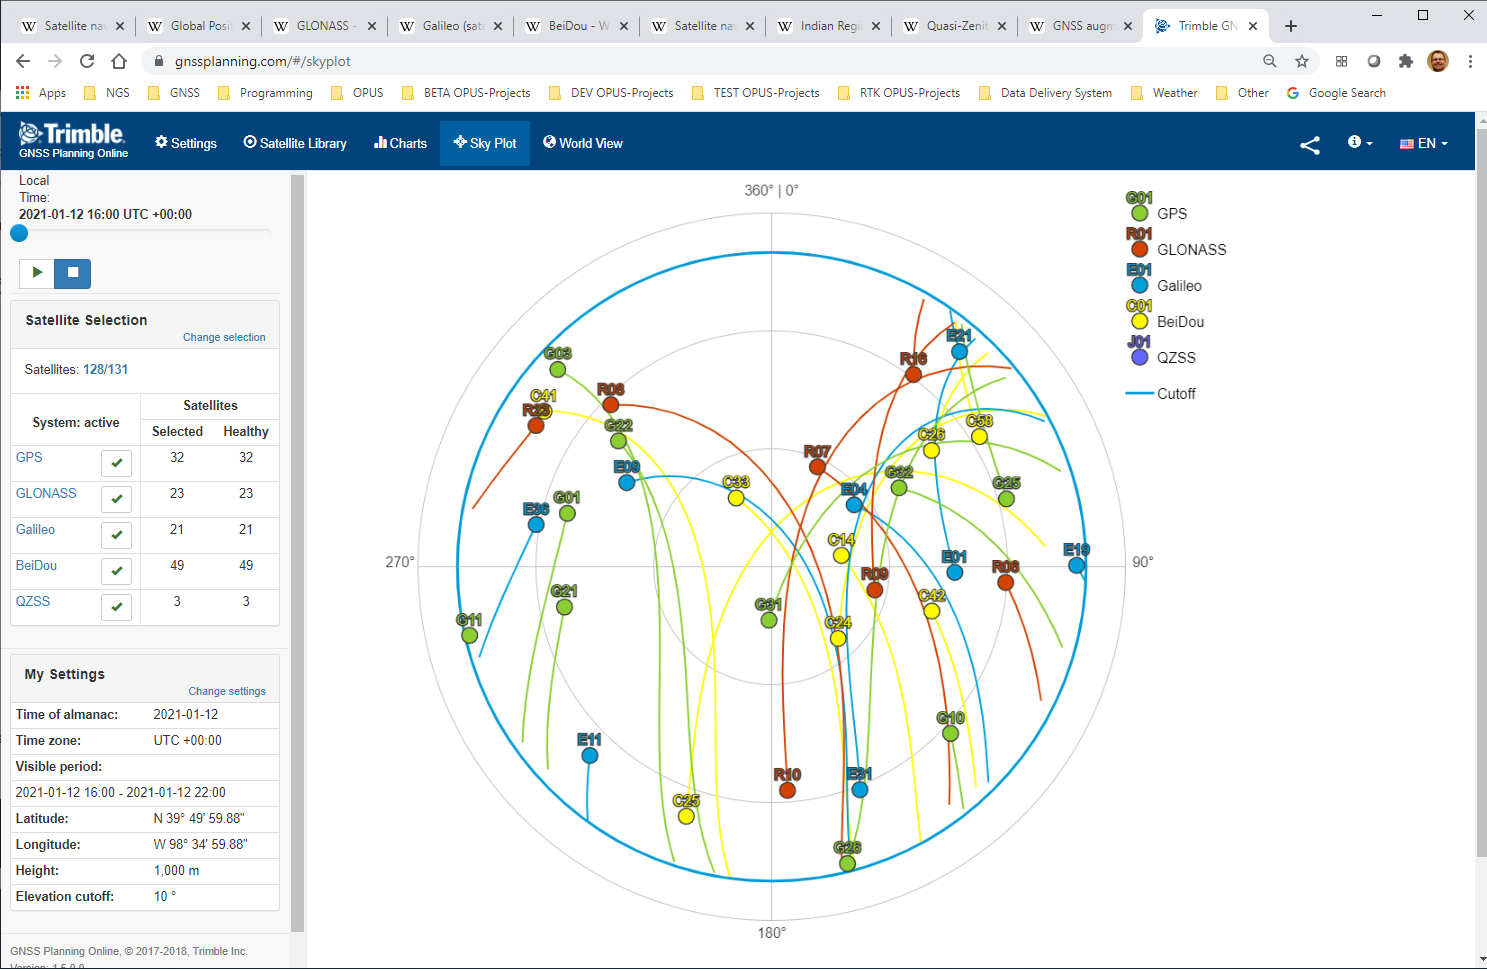 Satellite nav
Global Posit
GLONASS -
Galileo (sate
BeiDou - W
Satellite nav
Indian Regi
Quasi-Zenit
GNSS augm
Trimble GN
gnssplanning.com/#/skyplot
Apps
NGS
GNSS
Programming
OPUS
BETA OPUS-Projects
DEV OPUS-Projects
TEST OPUS-Projects
RTK OPUS-Projects
Data Delivery System
Weather
Other
Google Search
Trimble.
GNSS Planning Online
Settings
Satellite Library
Charts
Sky Plot
World View
EN
Local
Time:
2021-01-12 16:00 UTC +00:00
Satellite Selection
Change selection
Satellites: 128/131
System: active
Satellites
Selected Healthy
GPS 32 32
GLONASS 23 23
Galileo 21 21
BeiDou 49 49
QZSS 3 3
My Settings
Change settings
Time of almanac: 2021-01-12
Time zone: UTC +00:00
Visible period:
2021-01-12 16:00 - 2021-01-12 22:00
Latitude: N 39° 49' 59.88"
Longitude: W 98° 34' 59.88"
Height: 1,000 m
Elevation cutoff: 10 °
GNSS Planning Online, © 2017-2018, Trimble Inc.
Version: 1.5.0.0
360° | 0°
90°
180°
270°
G01
GPS
R01
GLONASS
E01
Galileo
C01
BeiDou
J01
QZSS
Cutoff
E21
G03
R16
R08
C41
R23
G22
C58
C26
R07
E09
G32
C33
E04
G25
G01
E36
C14
E19
E01
R09
R06
G21
C42
G31
G11
C24
G10
E11
R10
E31
C25
G26